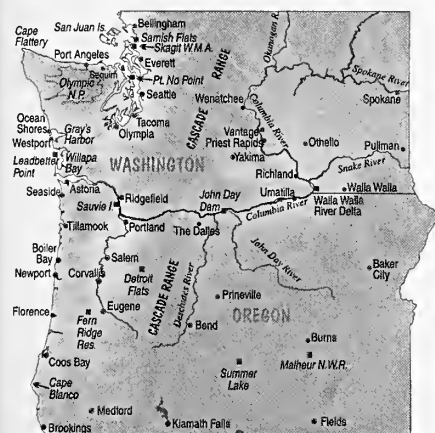 San Juan Is.
Bellingham
Samish Flats
Skagit W.M.A.
Cape
Flattery
Port Angeles
Everett
Sequim
Olympic
N.P.
Pt. No Point
Seattle
Okanogan R.
Spokane River
Spokane
CASCADE RANGE
Wenatchee
Columbia River
Tacoma
Olympia
Ocean
Shores
Gray's
Harbor
Westport
Vantage
Priest Rapids
Othello
Pullman
Yakima
Willapa
Bay
Leadbetter
Point
WASHINGTON
Richland
Snake River
Astoria
Seaside
Ridgefield
Sauvie I.
John Day
Dam
Umatilla
Walla Walla
Walla Walla
River Delta
Columbia River
Tillamook
Portland
The Dalles
Boiler
Bay
Salem
John Day River
Newport
Corvallis
Detroit
Flats
CASCADE RANGE
Deschutes River
Baker
City
Prineville
Eugene
Florence
Fern
Ridge
Res.
OREGON
Bend
Burns
Coos Bay
Summer
Lake
Malheur N.W.R.
Cape
Blanco
Medford
Klamath Falls
Fields
Brookings